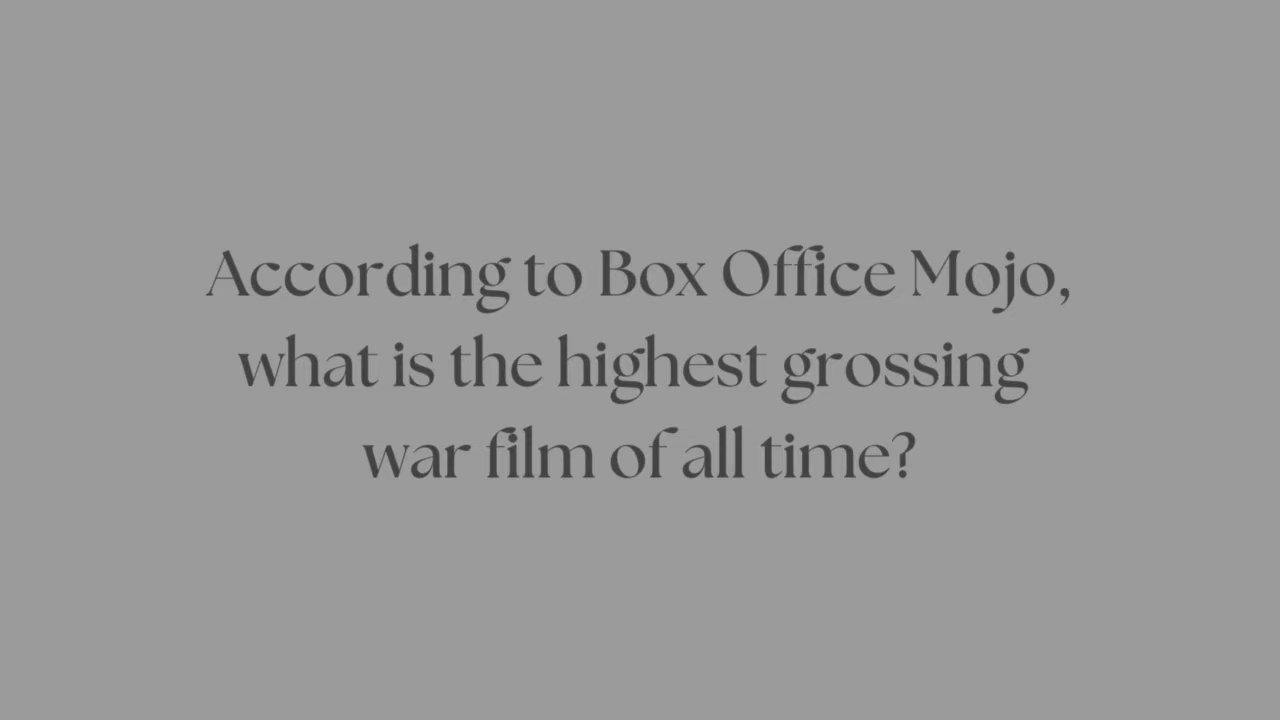 According to Box Office Mojo,
what is the highest grossing
war film of all time?